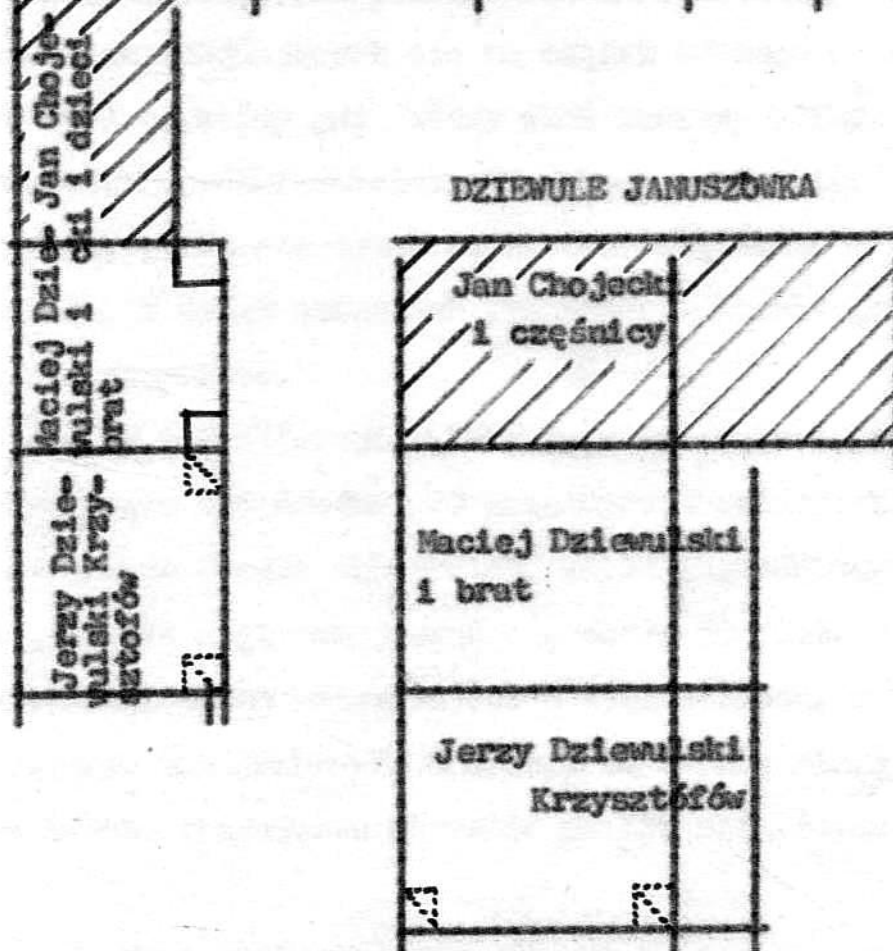 Jan Choje-
cki i dzieci
Maciej Dzie-
wulski i
brat
Jerzy Dzie-
wulski Krzy-
sztofów
DZIEWULE JANUSZÓWKA
Jan Chojecki
i częśnicy
Maciej Dziewulski
i brat
Jerzy Dziewulski
Krzysztófów